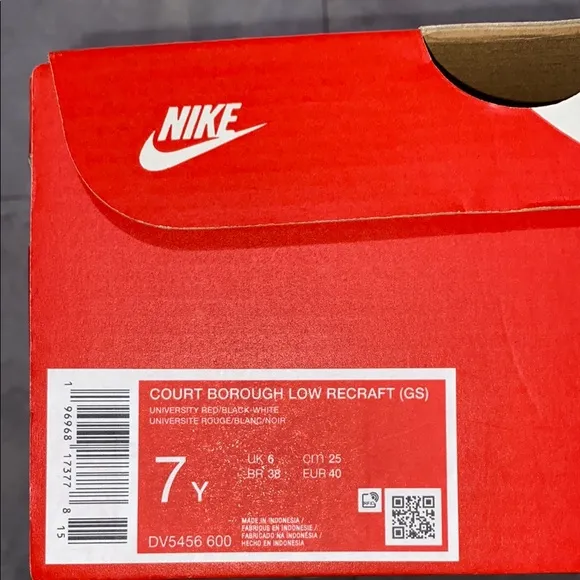 NIKE
COURT BOROUGH LOW RECRAFT (GS)
UNIVERSITY RED/BLACK-WHITE
UNIVERSITE ROUGE/BLANC/NOIR
7 Y
UK 6 cm 25
BR 38 EUR 40
MADE IN INDONESIA /
FABRIQUE EN INDONESIE /
FABRICADO NA INDONESIA /
HECHO EN INDONESIA
DV5456 600
1 96968 17377 8 15